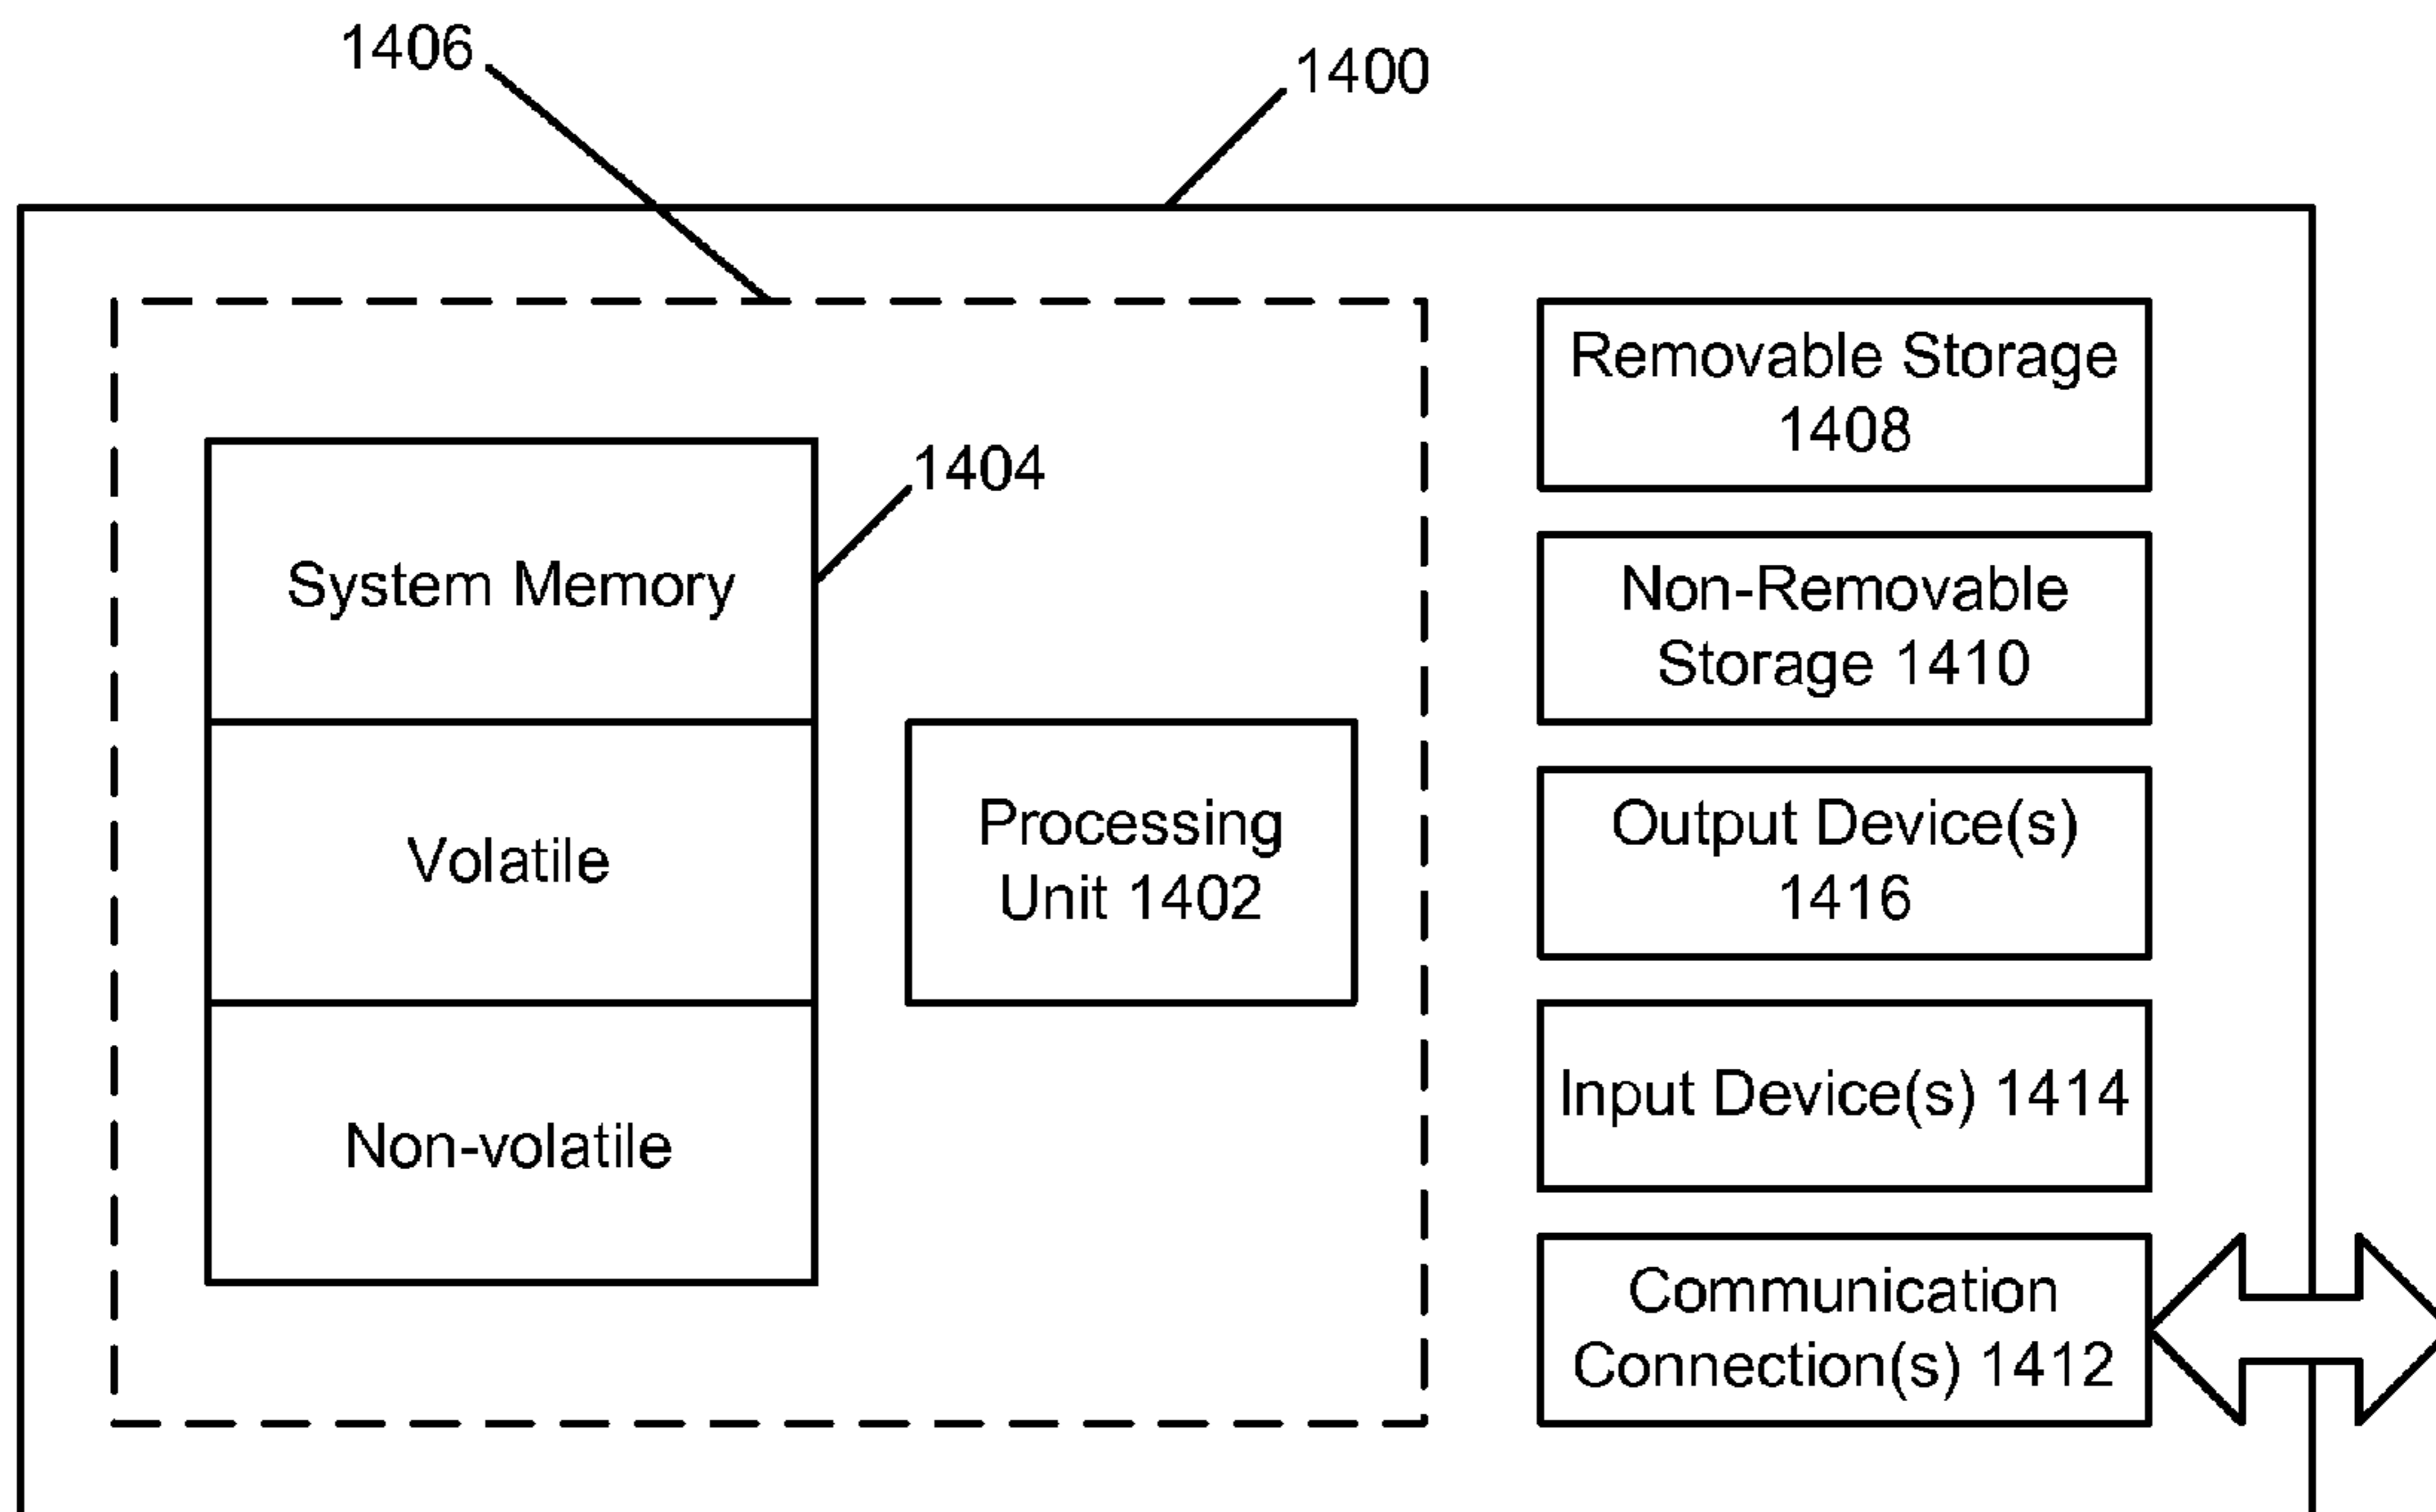 1406
1400
1404
System Memory
Volatile
Non-volatile
Processing
Unit 1402
Removable Storage
1408
Non-Removable
Storage 1410
Output Device(s)
1416
Input Device(s) 1414
Communication
Connection(s) 1412